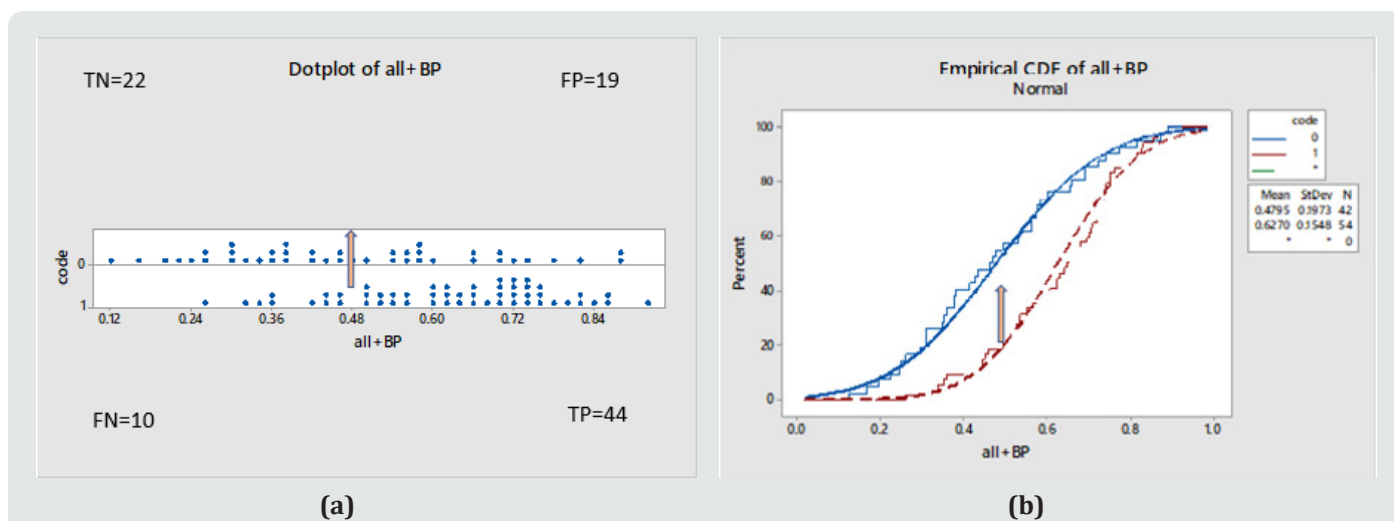 TN=22
Dotplot of all+BP
FP=19
code
0
1
0.12 0.24 0.36 0.48 0.60 0.72 0.84
all+BP
FN=10
TP=44
(a)
Empirical CDF of all+BP
Normal
Percent
100
80
60
40
20
0
0.0 0.2 0.4 0.6 0.8 1.0
all+BP
code
0
1
*
Mean StDev N
0.4795 0.1973 42
0.6270 0.1548 54
* * 0
(b)